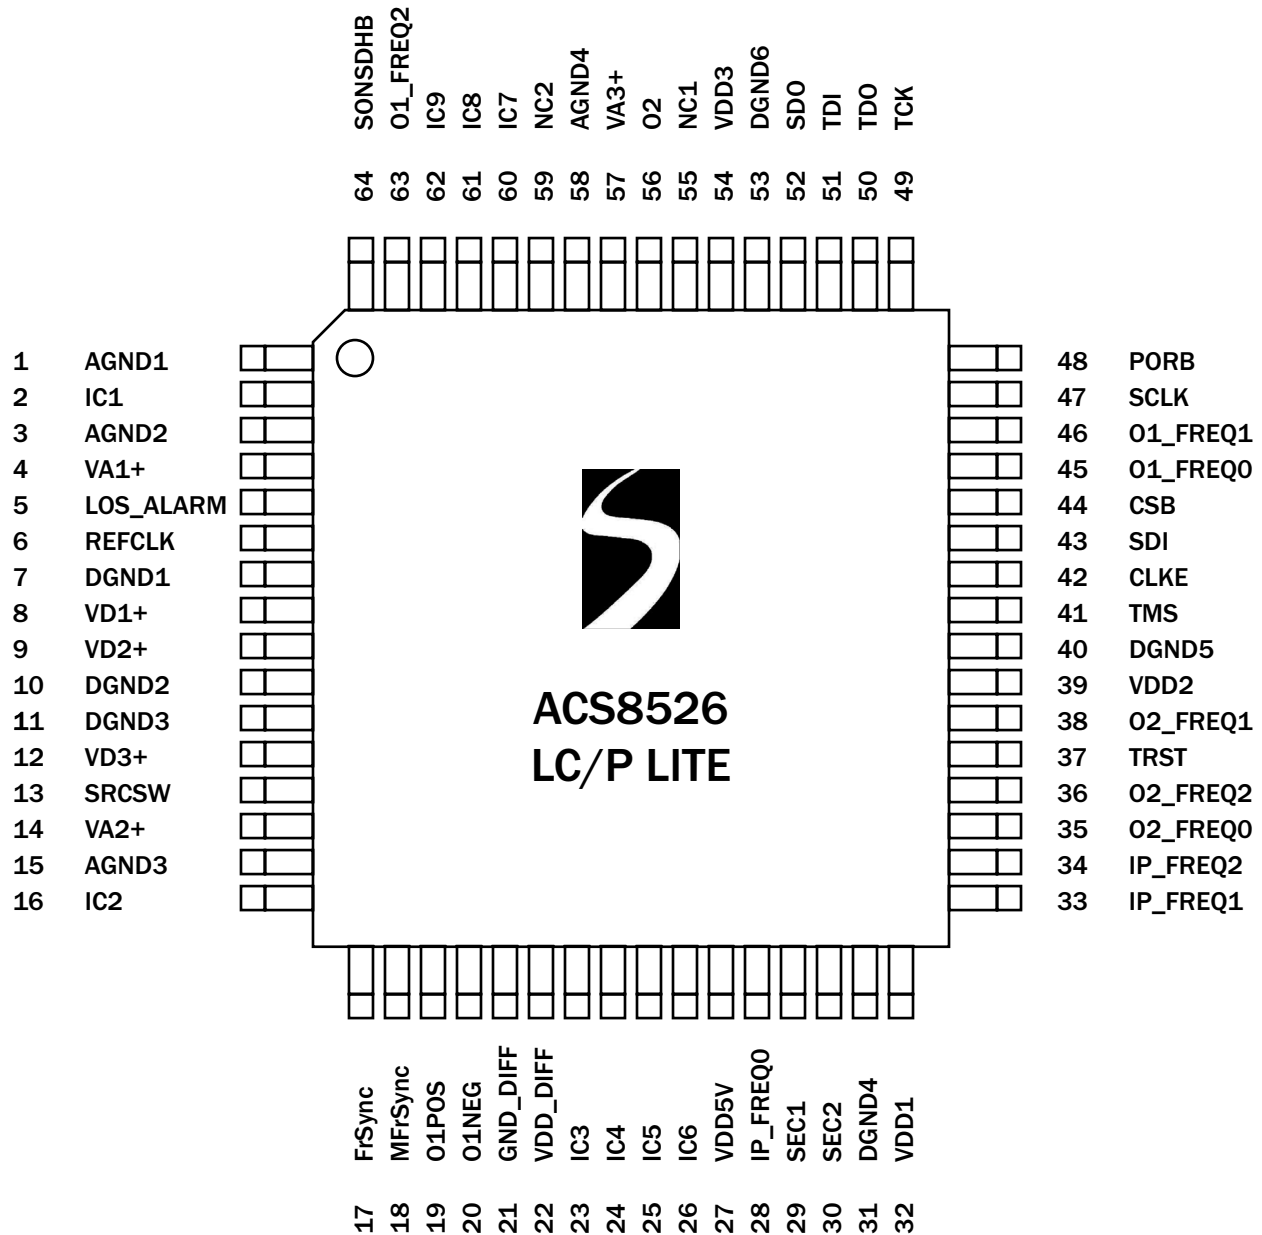 SONSDHB
O1_FREQ2
IC9
IC8
IC7
NC2
AGND4
VA3+
O2
NC1
VDD3
DGND6
SDO
TDI
TDO
TCK
64
63
62
61
60
59
58
57
56
55
54
53
52
51
50
49
1 AGND1
2 IC1
3 AGND2
4 VA1+
5 LOS_ALARM
6 REFCLK
7 DGND1
8 VD1+
9 VD2+
10 DGND2
11 DGND3
12 VD3+
13 SRCSW
14 VA2+
15 AGND3
16 IC2
ACS8526
LC/P LITE
48 PORB
47 SCLK
46 O1_FREQ1
45 O1_FREQ0
44 CSB
43 SDI
42 CLKE
41 TMS
40 DGND5
39 VDD2
38 O2_FREQ1
37 TRST
36 O2_FREQ2
35 O2_FREQ0
34 IP_FREQ2
33 IP_FREQ1
FrSync
MFrSync
O1POS
O1NEG
GND_DIFF
VDD_DIFF
IC3
IC4
IC5
IC6
VDD5V
IP_FREQ0
SEC1
SEC2
DGND4
VDD1
17
18
19
20
21
22
23
24
25
26
27
28
29
30
31
32